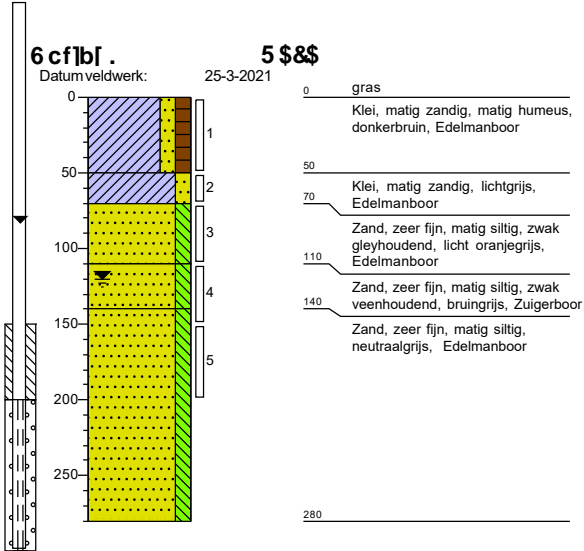 6 cf]b[ . 5 $&$
Datum veldwerk: 25-3-2021
0
50
100
150
200
250
1
2
3
4
5
0 gras
Klei, matig zandig, matig humeus,
donkerbruin, Edelmanboor
50
Klei, matig zandig, lichtgrijs,
Edelmanboor
70
Zand, zeer fijn, matig siltig, zwak
gleyhoudend, licht oranjegrijs,
Edelmanboor
110
Zand, zeer fijn, matig siltig, zwak
veenhoudend, bruingrijs, Zuigerboor
140
Zand, zeer fijn, matig siltig,
neutraalgrijs, Edelmanboor
280